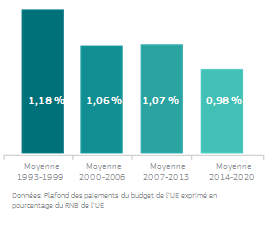 1,18 % 1,06 % 1,07 % 0,98 %
Moyenne Moyenne Moyenne Moyenne
1993-1999 2000-2006 2007-2013 2014-2020
Données: Plafond des paiements du budget de l'UE exprimé en
pourcentage du RNB de l'UE